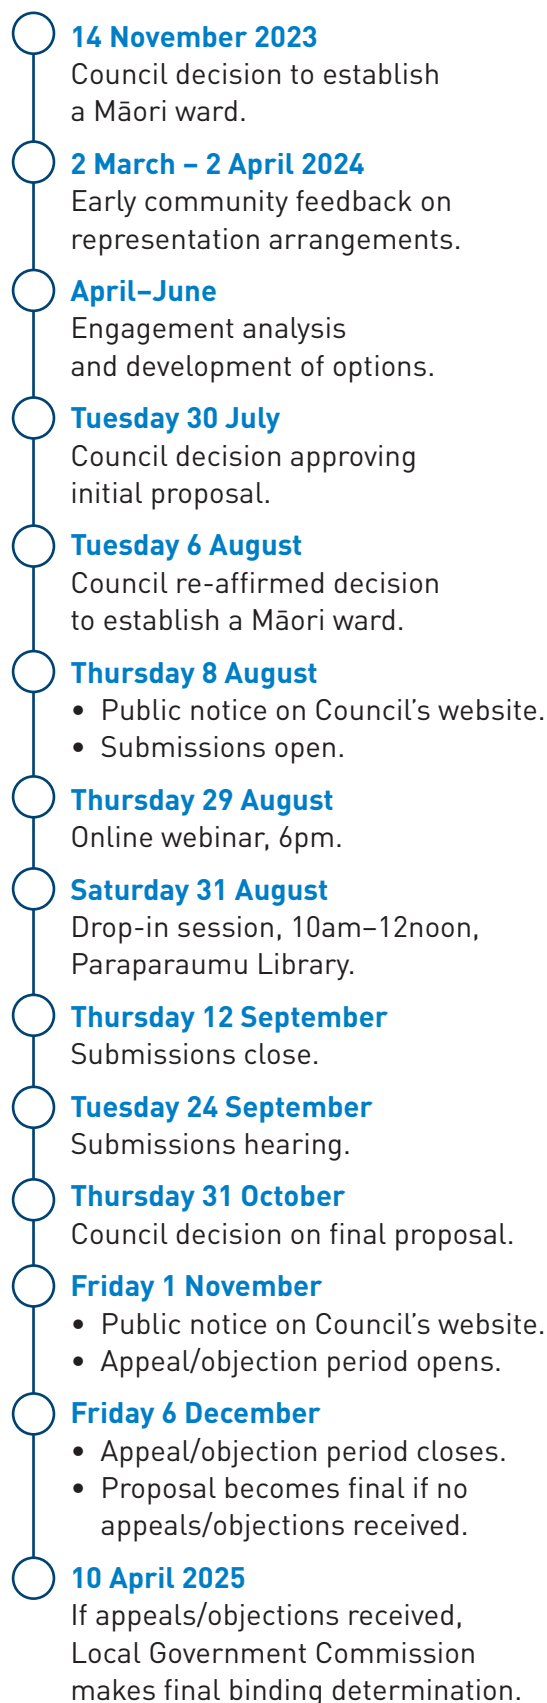 14 November 2023
Council decision to establish
a Māori ward.
2 March – 2 April 2024
Early community feedback on
representation arrangements.
April–June
Engagement analysis
and development of options.
Tuesday 30 July
Council decision approving
initial proposal.
Tuesday 6 August
Council re-affirmed decision
to establish a Māori ward.
Thursday 8 August
• Public notice on Council’s website.
• Submissions open.
Thursday 29 August
Online webinar, 6pm.
Saturday 31 August
Drop-in session, 10am–12noon,
Paraparaumu Library.
Thursday 12 September
Submissions close.
Tuesday 24 September
Submissions hearing.
Thursday 31 October
Council decision on final proposal.
Friday 1 November
• Public notice on Council’s website.
• Appeal/objection period opens.
Friday 6 December
• Appeal/objection period closes.
• Proposal becomes final if no
appeals/objections received.
10 April 2025
If appeals/objections received,
Local Government Commission
makes final binding determination.